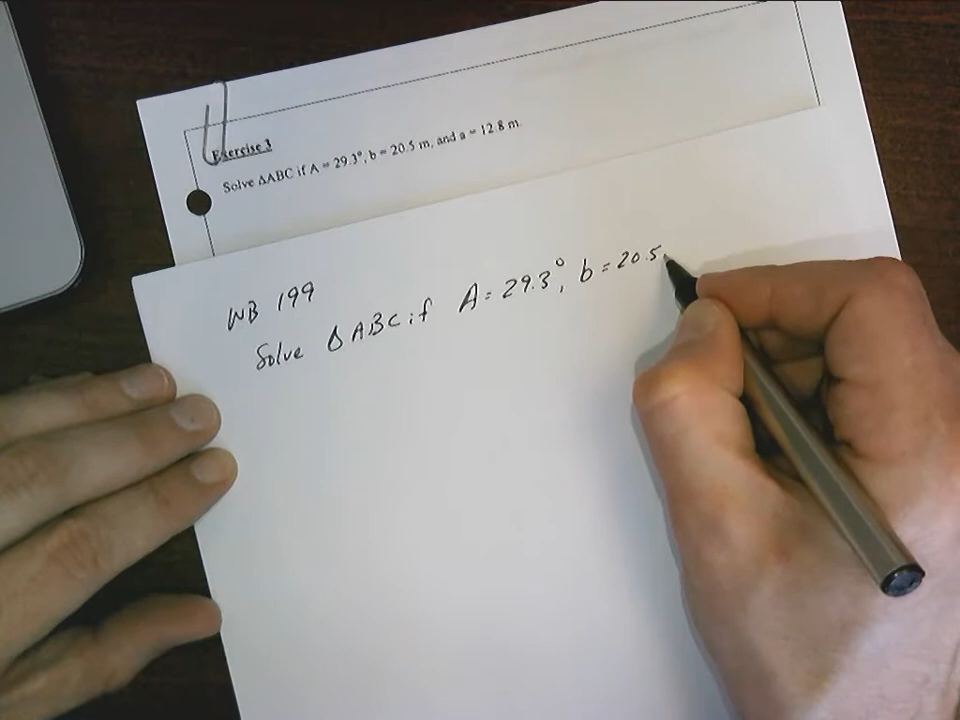 Exercise 3
Solve ΔABC if A = 29.3°, b = 20.5 m, and a = 12.8 m.
WB 199
Solve Δ ABC if A = 29.3°, b = 20.5